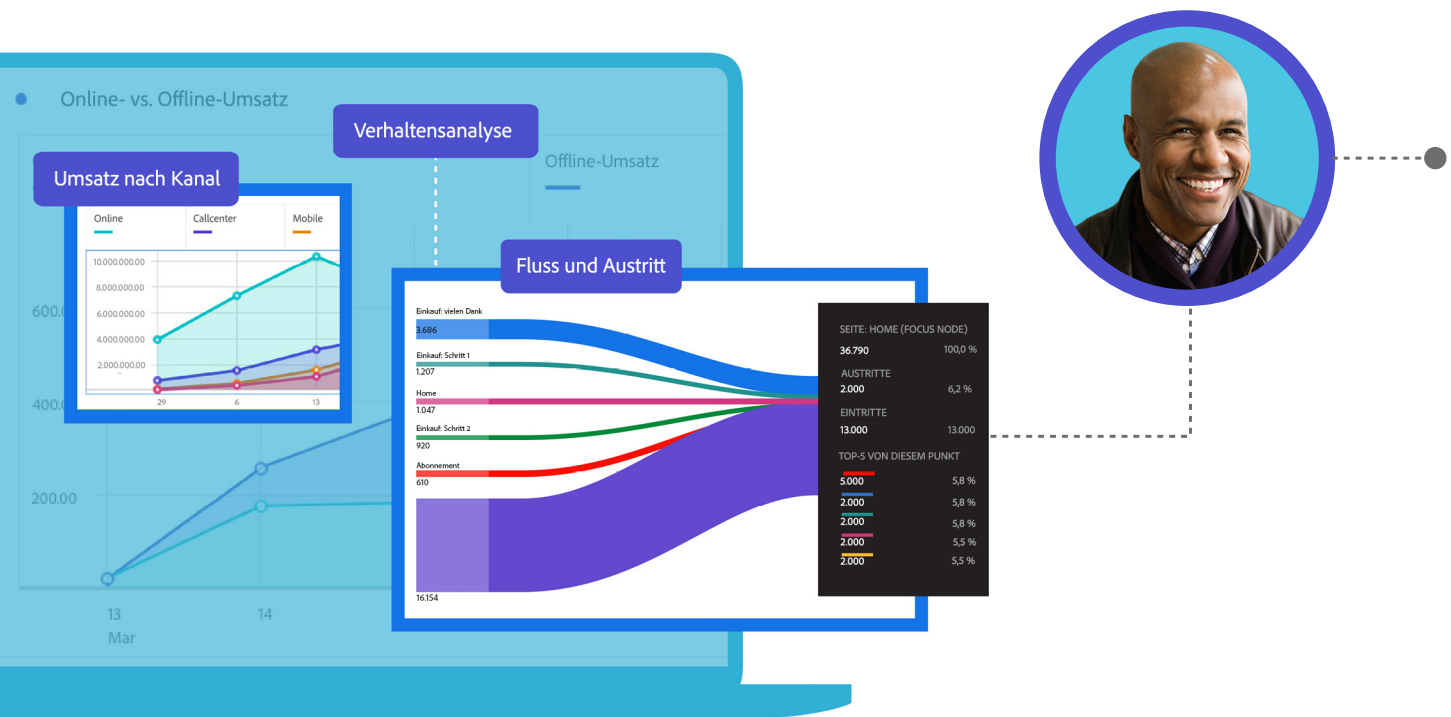 Online- vs. Offline-Umsatz
Verhaltensanalyse
Offline-Umsatz
Umsatz nach Kanal
Online
Callcenter
Mobile
10.000.000.00
8.000.000.00
6.000.000.00
4.000.000.00
2.000.000.00
29
6
13
400.0
200.00
13
14
Mar
Fluss und Austritt
Einkauf: vielen Dank
3.686
Einkauf: Schritt 1
1.207
Home
1.047
Einkauf: Schritt 2
920
Abonnement
610
16.154
SEITE: HOME (FOCUS NODE)
36.790 100,0 %
AUSTRITTE
2.000 6,2 %
EINTRITTE
13.000 13.000
TOP-5 VON DIESEM PUNKT
5.000 5,8 %
2.000 5,8 %
2.000 5,8 %
2.000 5,5 %
2.000 5,5 %